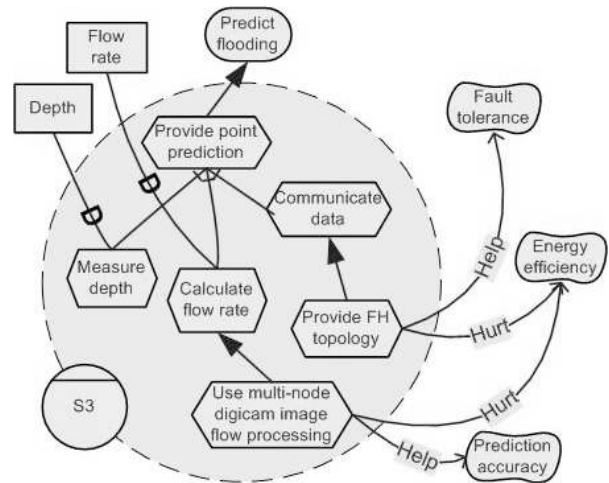 Predict
flooding
Flow
rate
Depth
Provide point
prediction
Fault
tolerance
Communicate
data
Energy
efficiency
Measure
depth
Calculate
flow rate
Provide FH
topology
Help
Hurt
S3
Use multi-node
digicam image
flow processing
Hurt
Help
Prediction
accuracy